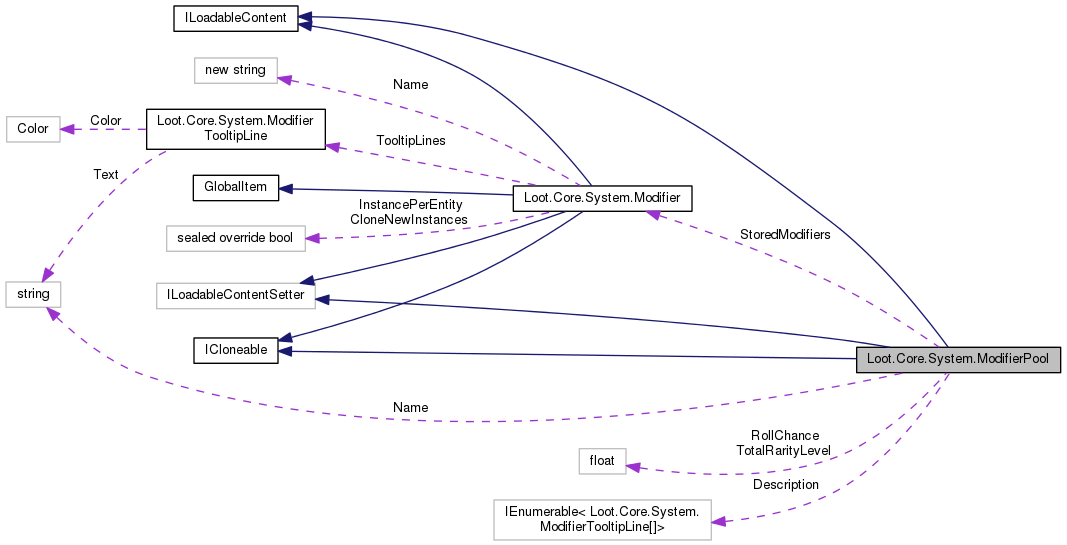 ILoadableContent
new string
Name
Loot.Core.System.Modifier
TooltipLine
Color
Color
TooltipLines
Text
GlobalItem
Loot.Core.System.Modifier
InstancePerEntity
CloneNewInstances
sealed override bool
StoredModifiers
string
ILoadableContentSetter
ICloneable
Loot.Core.System.ModifierPool
Name
RollChance
TotalRarityLevel
float
Description
IEnumerable< Loot.Core.System.
ModifierTooltipLine[]>